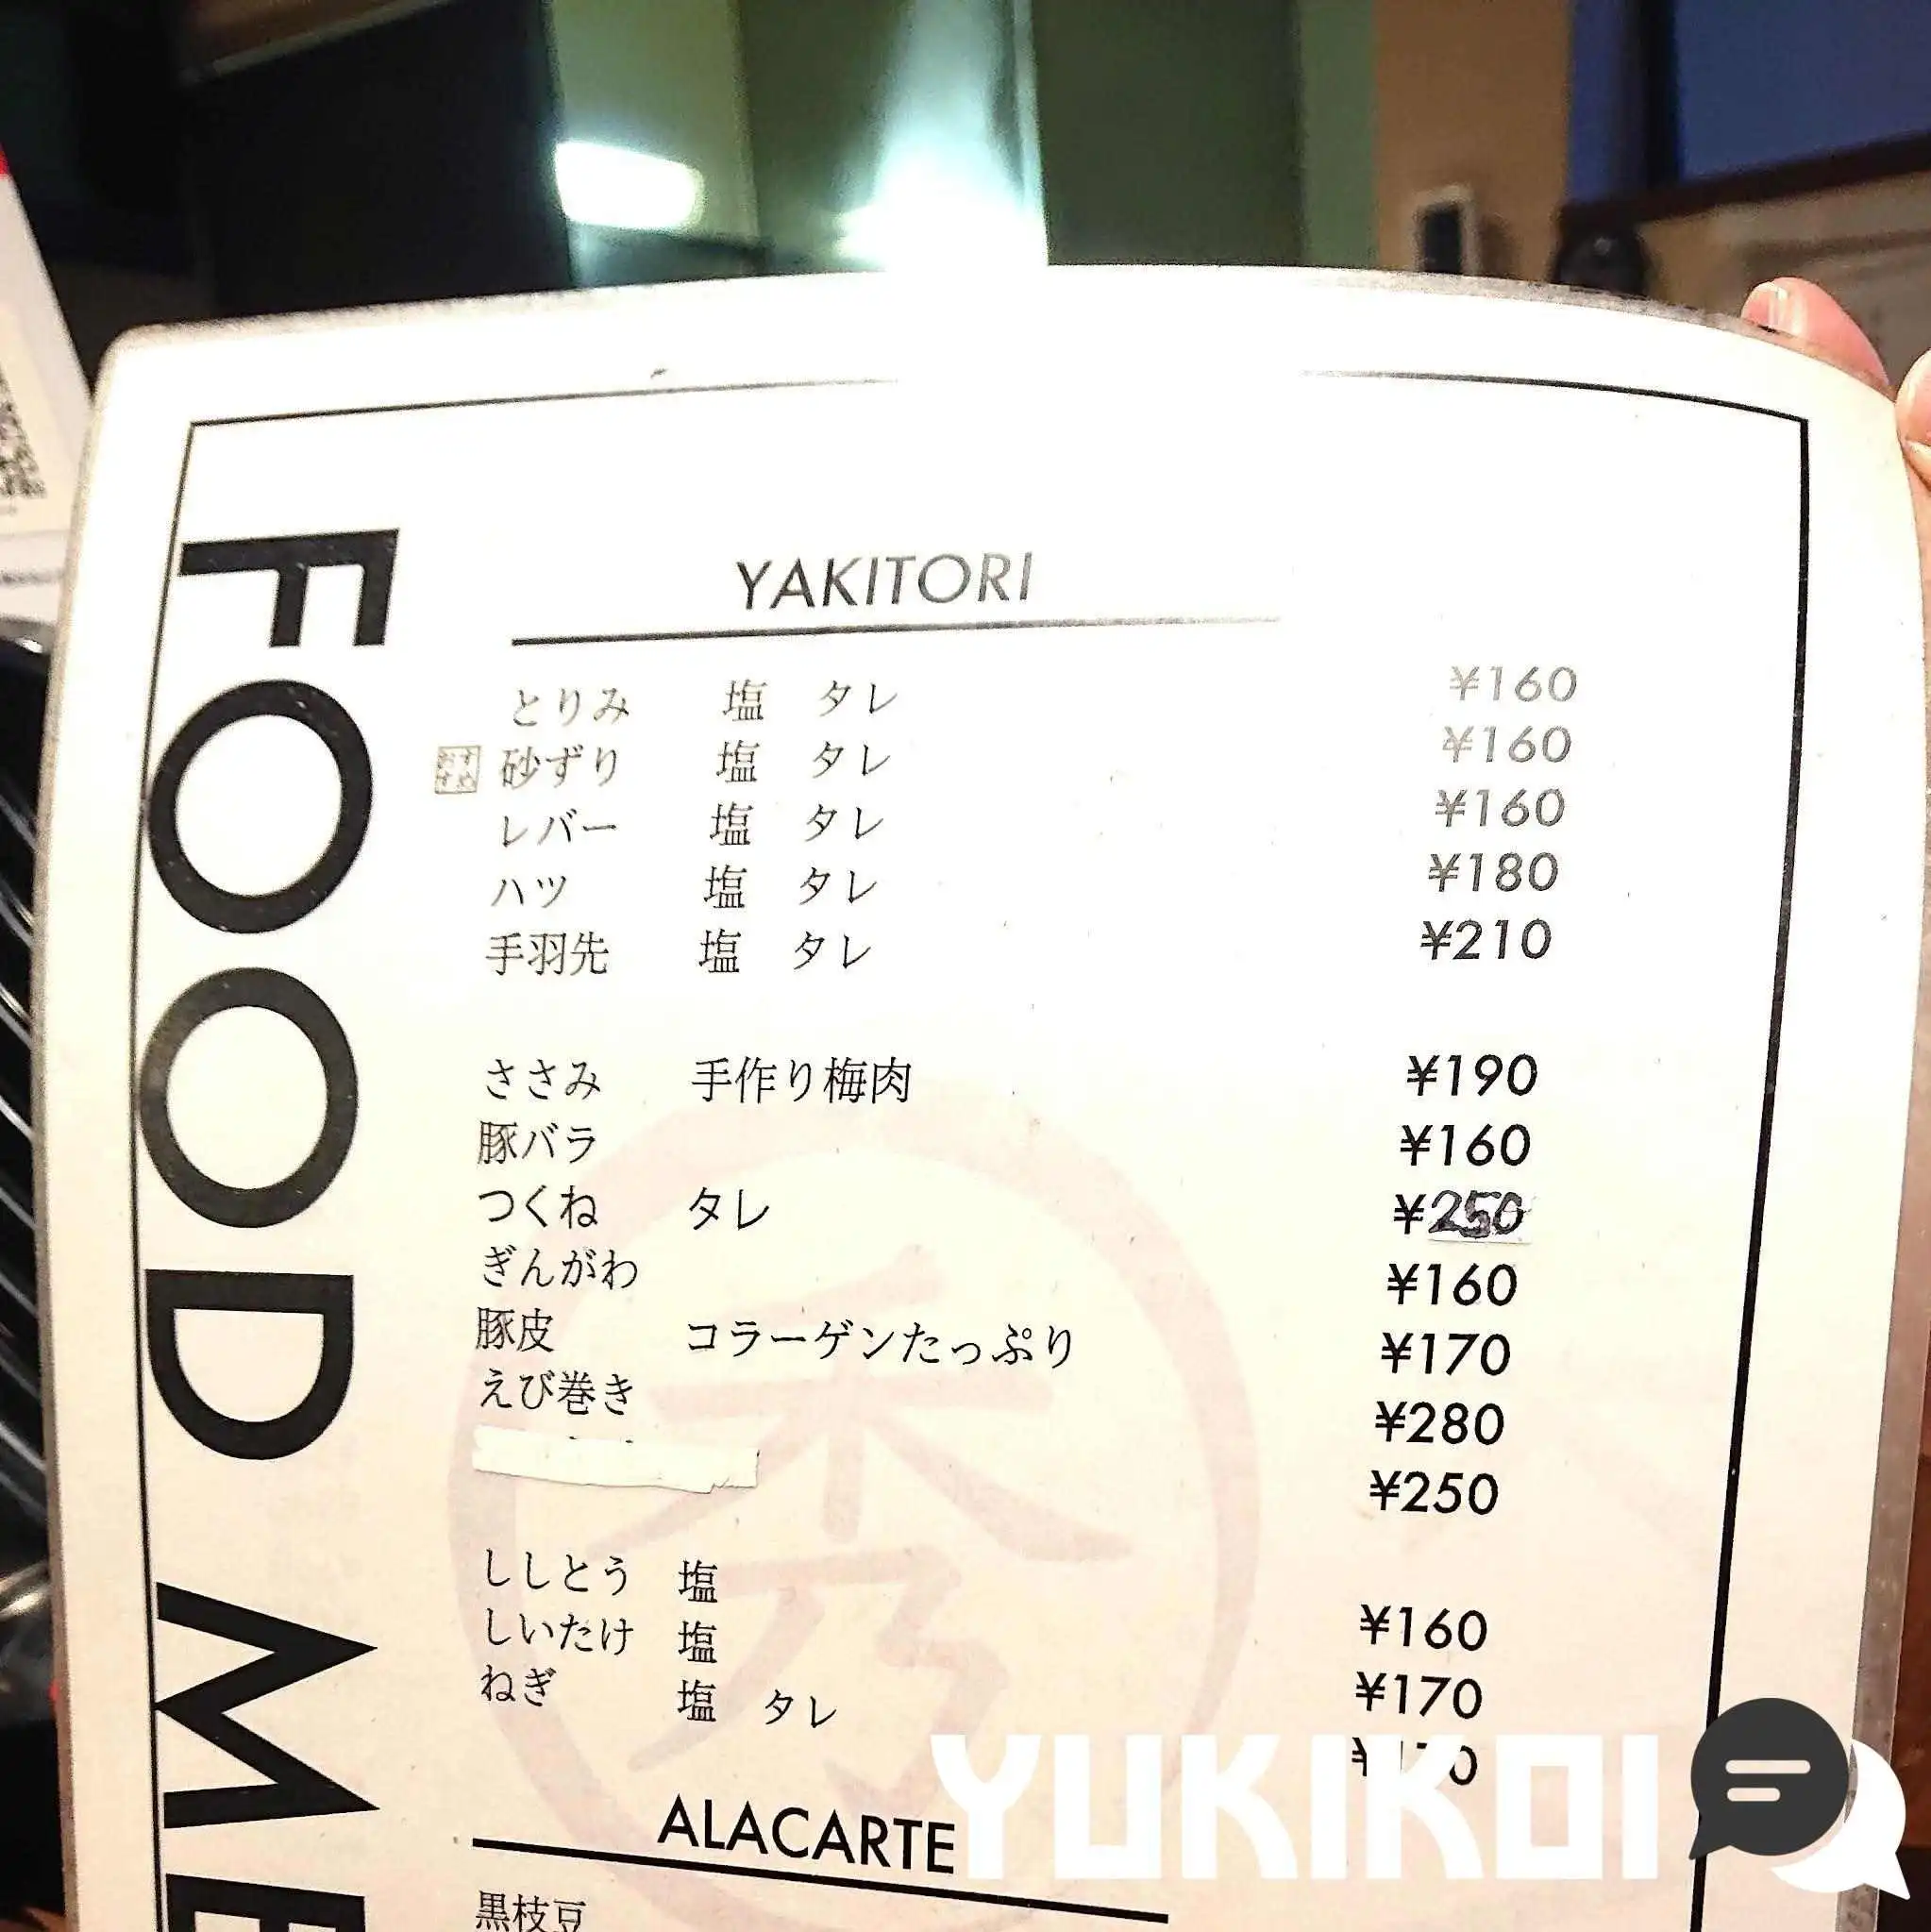 FOOD ME
YAKITORI
とりみ 塩 タレ ¥160
おすすめ 砂ずり 塩 タレ ¥160
レバー 塩 タレ ¥160
ハツ 塩 タレ ¥180
手羽先 塩 タレ ¥210
ささみ 手作り梅肉 ¥190
豚バラ ¥160
つくね タレ ¥250
ぎんがわ ¥160
豚皮 コラーゲンたっぷり ¥170
えび巻き ¥280
¥250
ししとう 塩 ¥160
しいたけ 塩 ¥170
ねぎ 塩 タレ
ALACARTE
黒枝豆
秀
YUKIKOI